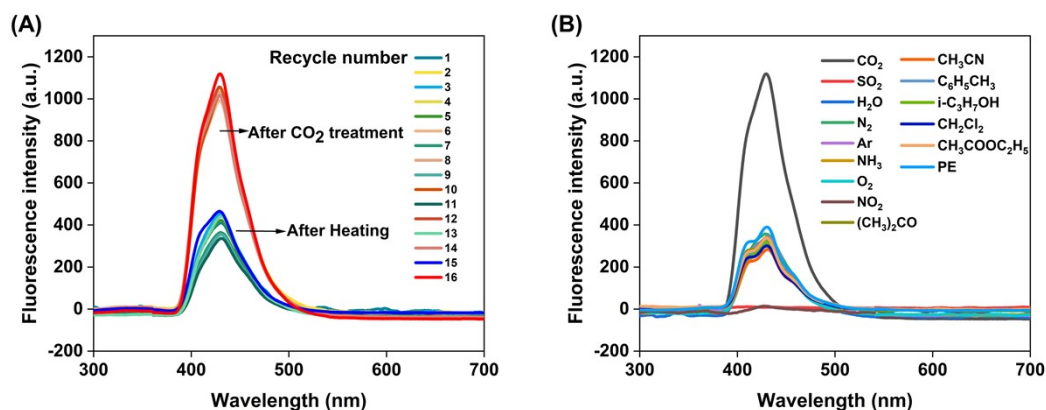 (A)
Fluorescence intensity (a.u.)
1200
1000
800
600
400
200
0
-200
Recycle number
1
2
3
4
5
6
7
8
9
10
11
12
13
14
15
16
After CO₂ treatment
After Heating
300 400 500 600 700
Wavelength (nm)
(B)
Fluorescence intensity (a.u.)
1200
1000
800
600
400
200
0
-200
CO₂
SO₂
H₂O
N₂
Ar
NH₃
O₂
NO₂
(CH₃)₂CO
CH₃CN
C₆H₅CH₃
i-C₃H₇OH
CH₂Cl₂
CH₃COOC₂H₅
PE
300 400 500 600 700
Wavelength (nm)